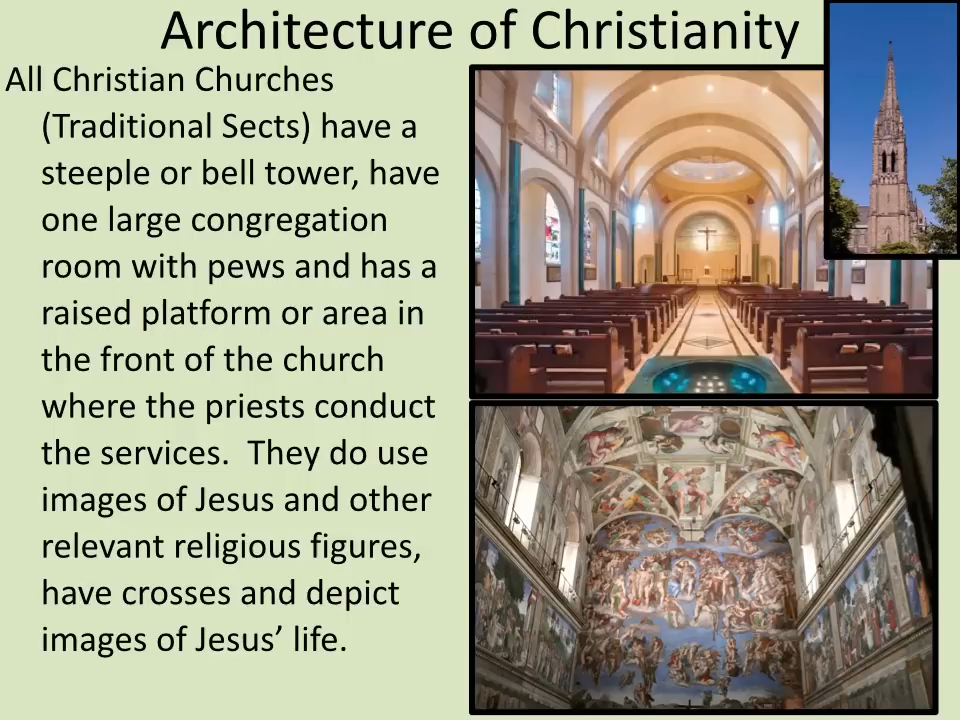 Architecture of Christianity
All Christian Churches
(Traditional Sects) have a
steeple or bell tower, have
one large congregation
room with pews and has a
raised platform or area in
the front of the church
where the priests conduct
the services.  They do use
images of Jesus and other
relevant religious figures,
have crosses and depict
images of Jesus’ life.